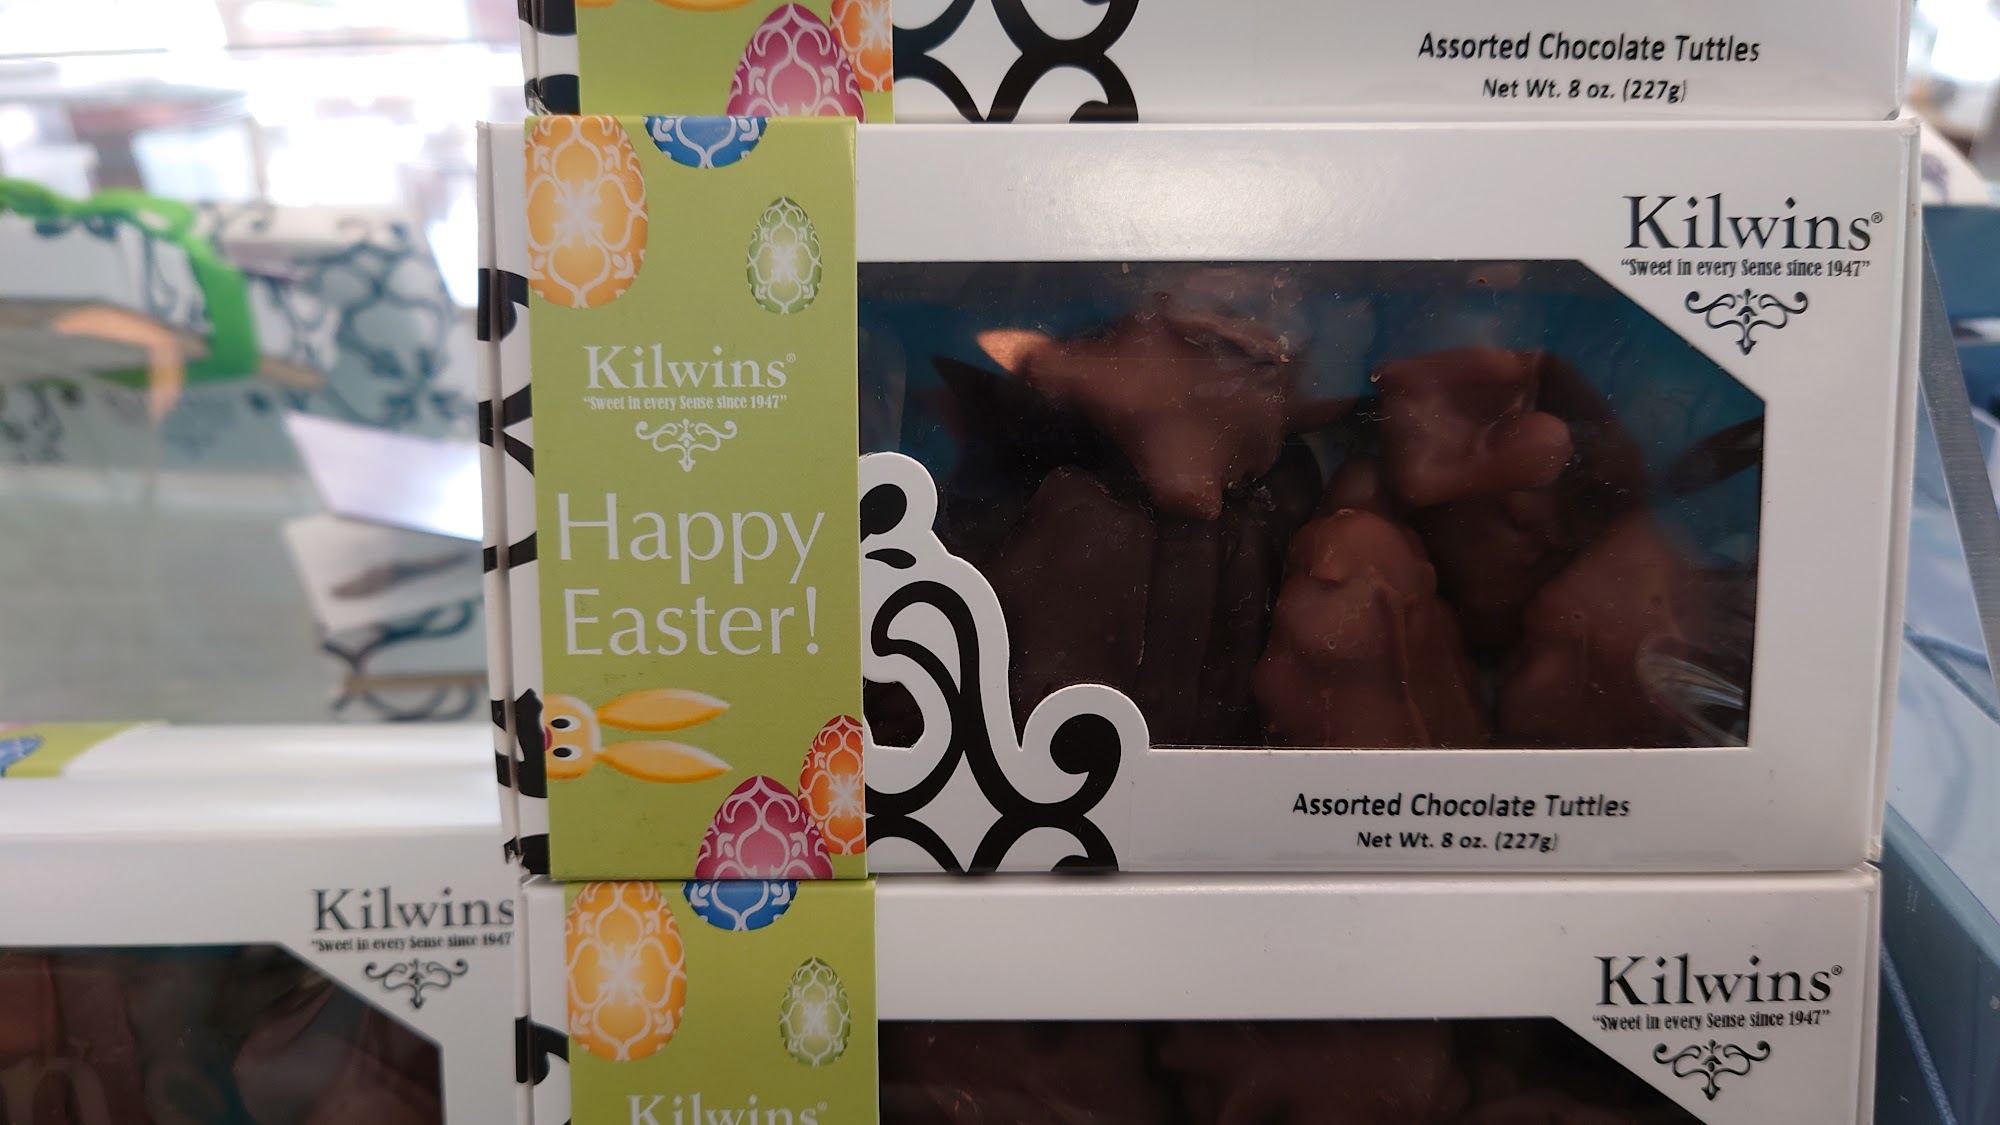 Assorted Chocolate Tuttles
Net Wt. 8 oz. (227g)
Kilwins®
"Sweet in every Sense since 1947"
Kilwins®
"Sweet in every Sense since 1947"
Happy
Easter!
Assorted Chocolate Tuttles
Net Wt. 8 oz. (227g)
Kilwins
"Sweet in every Sense since 1947"
Kilwins®
"Sweet in every Sense since 1947"
Kilwins®